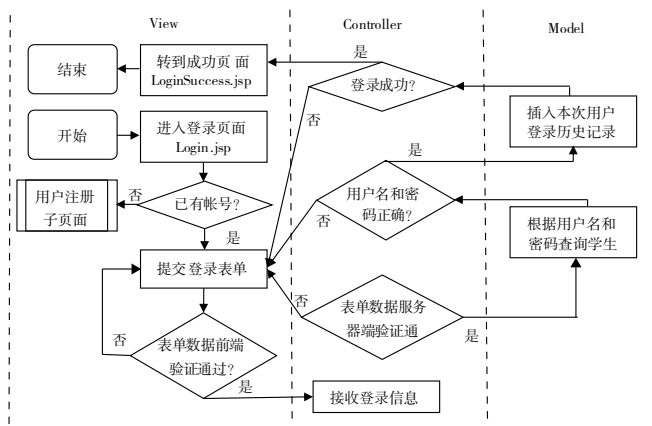 View
Controller
Model
结束
转到成功页 面
LoginSuccess.jsp
是
登录成功?
否
插入本次用户
登录历史记录
开始
进入登录页面
Login.jsp
是
用户注册
子页面
否
已有帐号?
是
用户名和密
码正确?
否
根据用户名和
密码查询学生
提交登录表单
否
表单数据服务
器端验证通
是
否
表单数据前端
验证通过?
是
接收登录信息